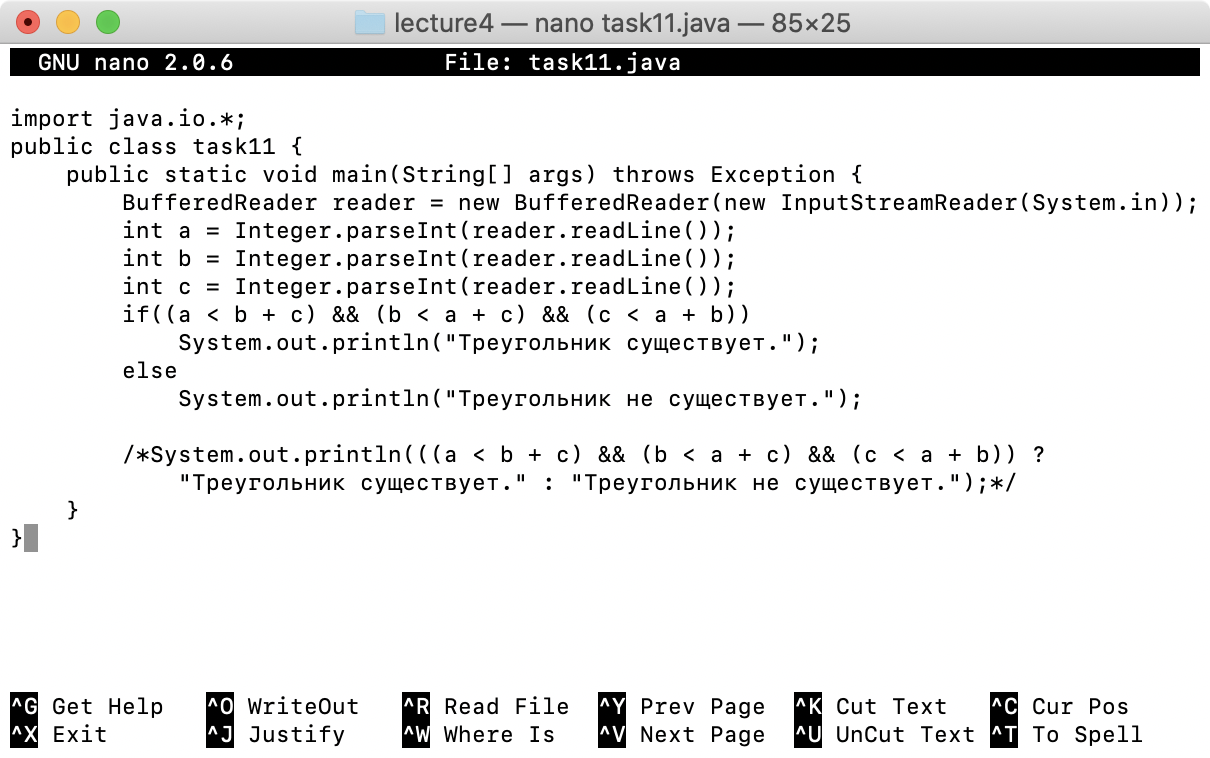 lecture4 — nano task11.java — 85×25
GNU nano 2.0.6 File: task11.java
import java.io.*;
public class task11 {
    public static void main(String[] args) throws Exception {
        BufferedReader reader = new BufferedReader(new InputStreamReader(System.in));
        int a = Integer.parseInt(reader.readLine());
        int b = Integer.parseInt(reader.readLine());
        int c = Integer.parseInt(reader.readLine());
        if((a < b + c) && (b < a + c) && (c < a + b))
            System.out.println("Треугольник существует.");
        else
            System.out.println("Треугольник не существует.");
        /*System.out.println(((a < b + c) && (b < a + c) && (c < a + b)) ?
            "Треугольник существует." : "Треугольник не существует.");*/
    }
}
^G Get Help ^O WriteOut ^R Read File ^Y Prev Page ^K Cut Text ^C Cur Pos
^X Exit ^J Justify ^W Where Is ^V Next Page ^U UnCut Text ^T To Spell